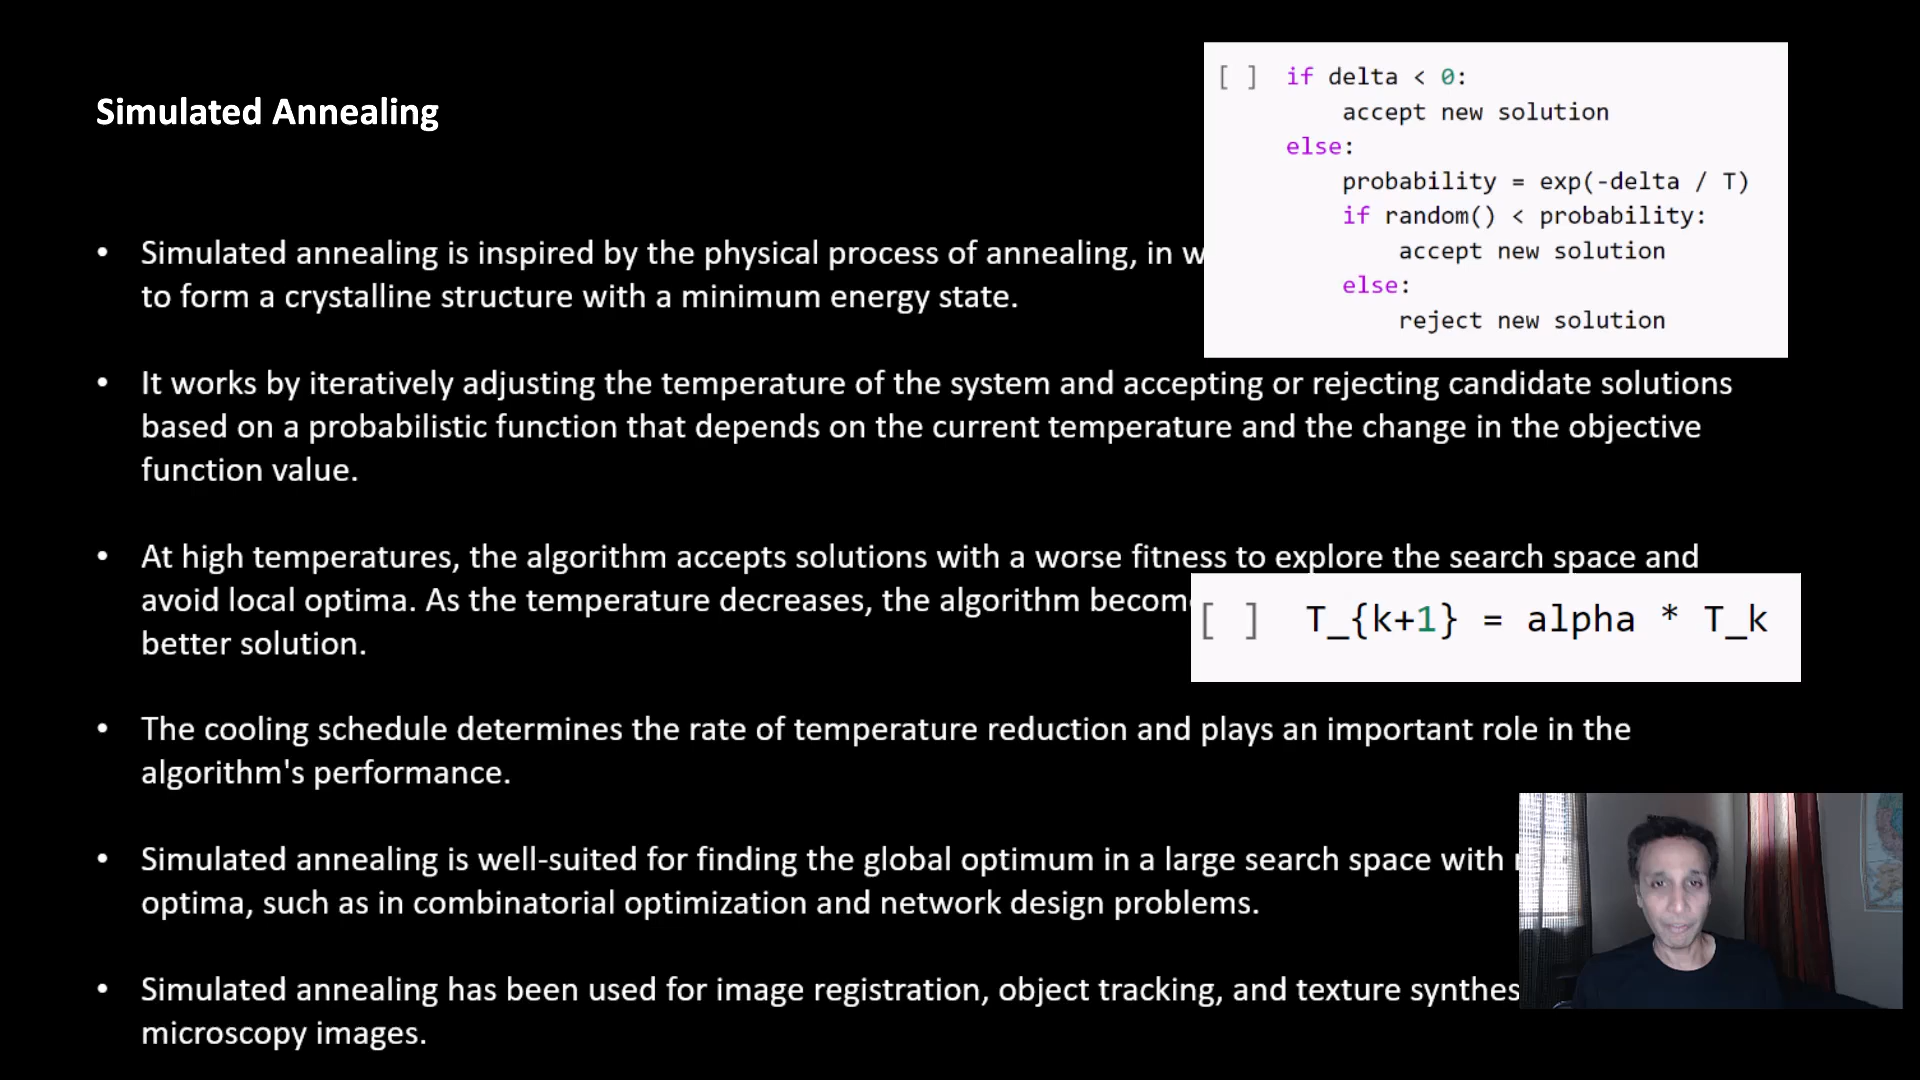 Simulated Annealing
[ ] if delta < 0:
accept new solution
else:
probability = exp(-delta / T)
if random() < probability:
accept new solution
else:
reject new solution
• Simulated annealing is inspired by the physical process of annealing, in
to form a crystalline structure with a minimum energy state.
• It works by iteratively adjusting the temperature of the system and accepting or rejecting candidate solutions
based on a probabilistic function that depends on the current temperature and the change in the objective
function value.
• At high temperatures, the algorithm accepts solutions with a worse fitness to explore the search space and
avoid local optima. As the temperature decreases, the algorithm
better solution.
[ ] T_{k+1} = alpha * T_k
• The cooling schedule determines the rate of temperature reduction and plays an important role in the
algorithm's performance.
• Simulated annealing is well-suited for finding the global optimum in a large search space with
optima, such as in combinatorial optimization and network design problems.
• Simulated annealing has been used for image registration, object tracking, and texture
microscopy images.